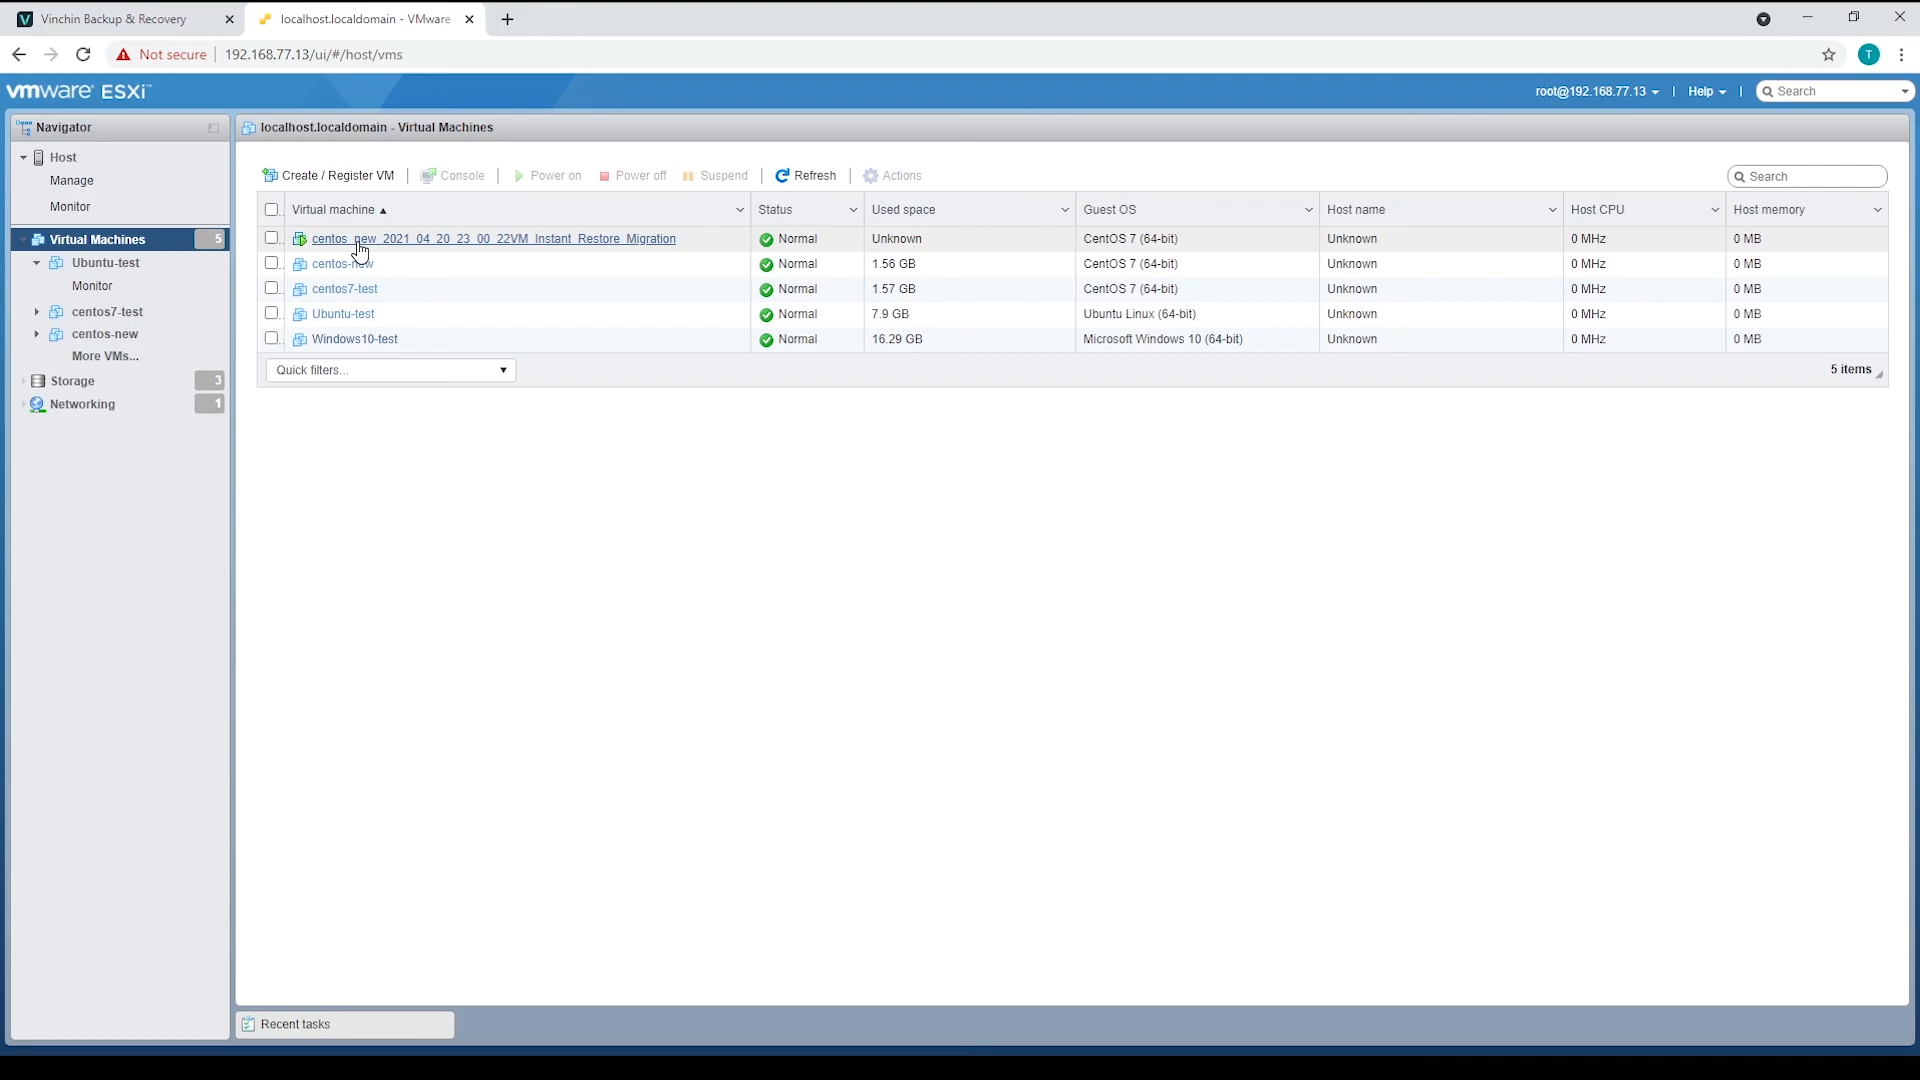 Vinchin Backup & Recovery
localhost.localdomain - VMware
Not secure 192.168.77.13/ui/#/host/vms
T
vmware ESXi™
root@192.168.77.13 Help Search
Navigator
Host
Manage
Monitor
Virtual Machines 5
Ubuntu-test
Monitor
centos7-test
centos-new
More VMs...
Storage 3
Networking 1
localhost.localdomain - Virtual Machines
Create / Register VM Console Power on Power off Suspend Refresh Actions Search
Virtual machine Status Used space Guest OS Host name Host CPU Host memory
centos_new_2021_04_20_23_00_22VM_Instant_Restore_Migration Normal Unknown CentOS 7 (64-bit) Unknown 0 MHz 0 MB
centos-new Normal 1.56 GB CentOS 7 (64-bit) Unknown 0 MHz 0 MB
centos7-test Normal 1.57 GB CentOS 7 (64-bit) Unknown 0 MHz 0 MB
Ubuntu-test Normal 7.9 GB Ubuntu Linux (64-bit) Unknown 0 MHz 0 MB
Windows10-test Normal 16.29 GB Microsoft Windows 10 (64-bit) Unknown 0 MHz 0 MB
Quick filters... 5 items
Recent tasks